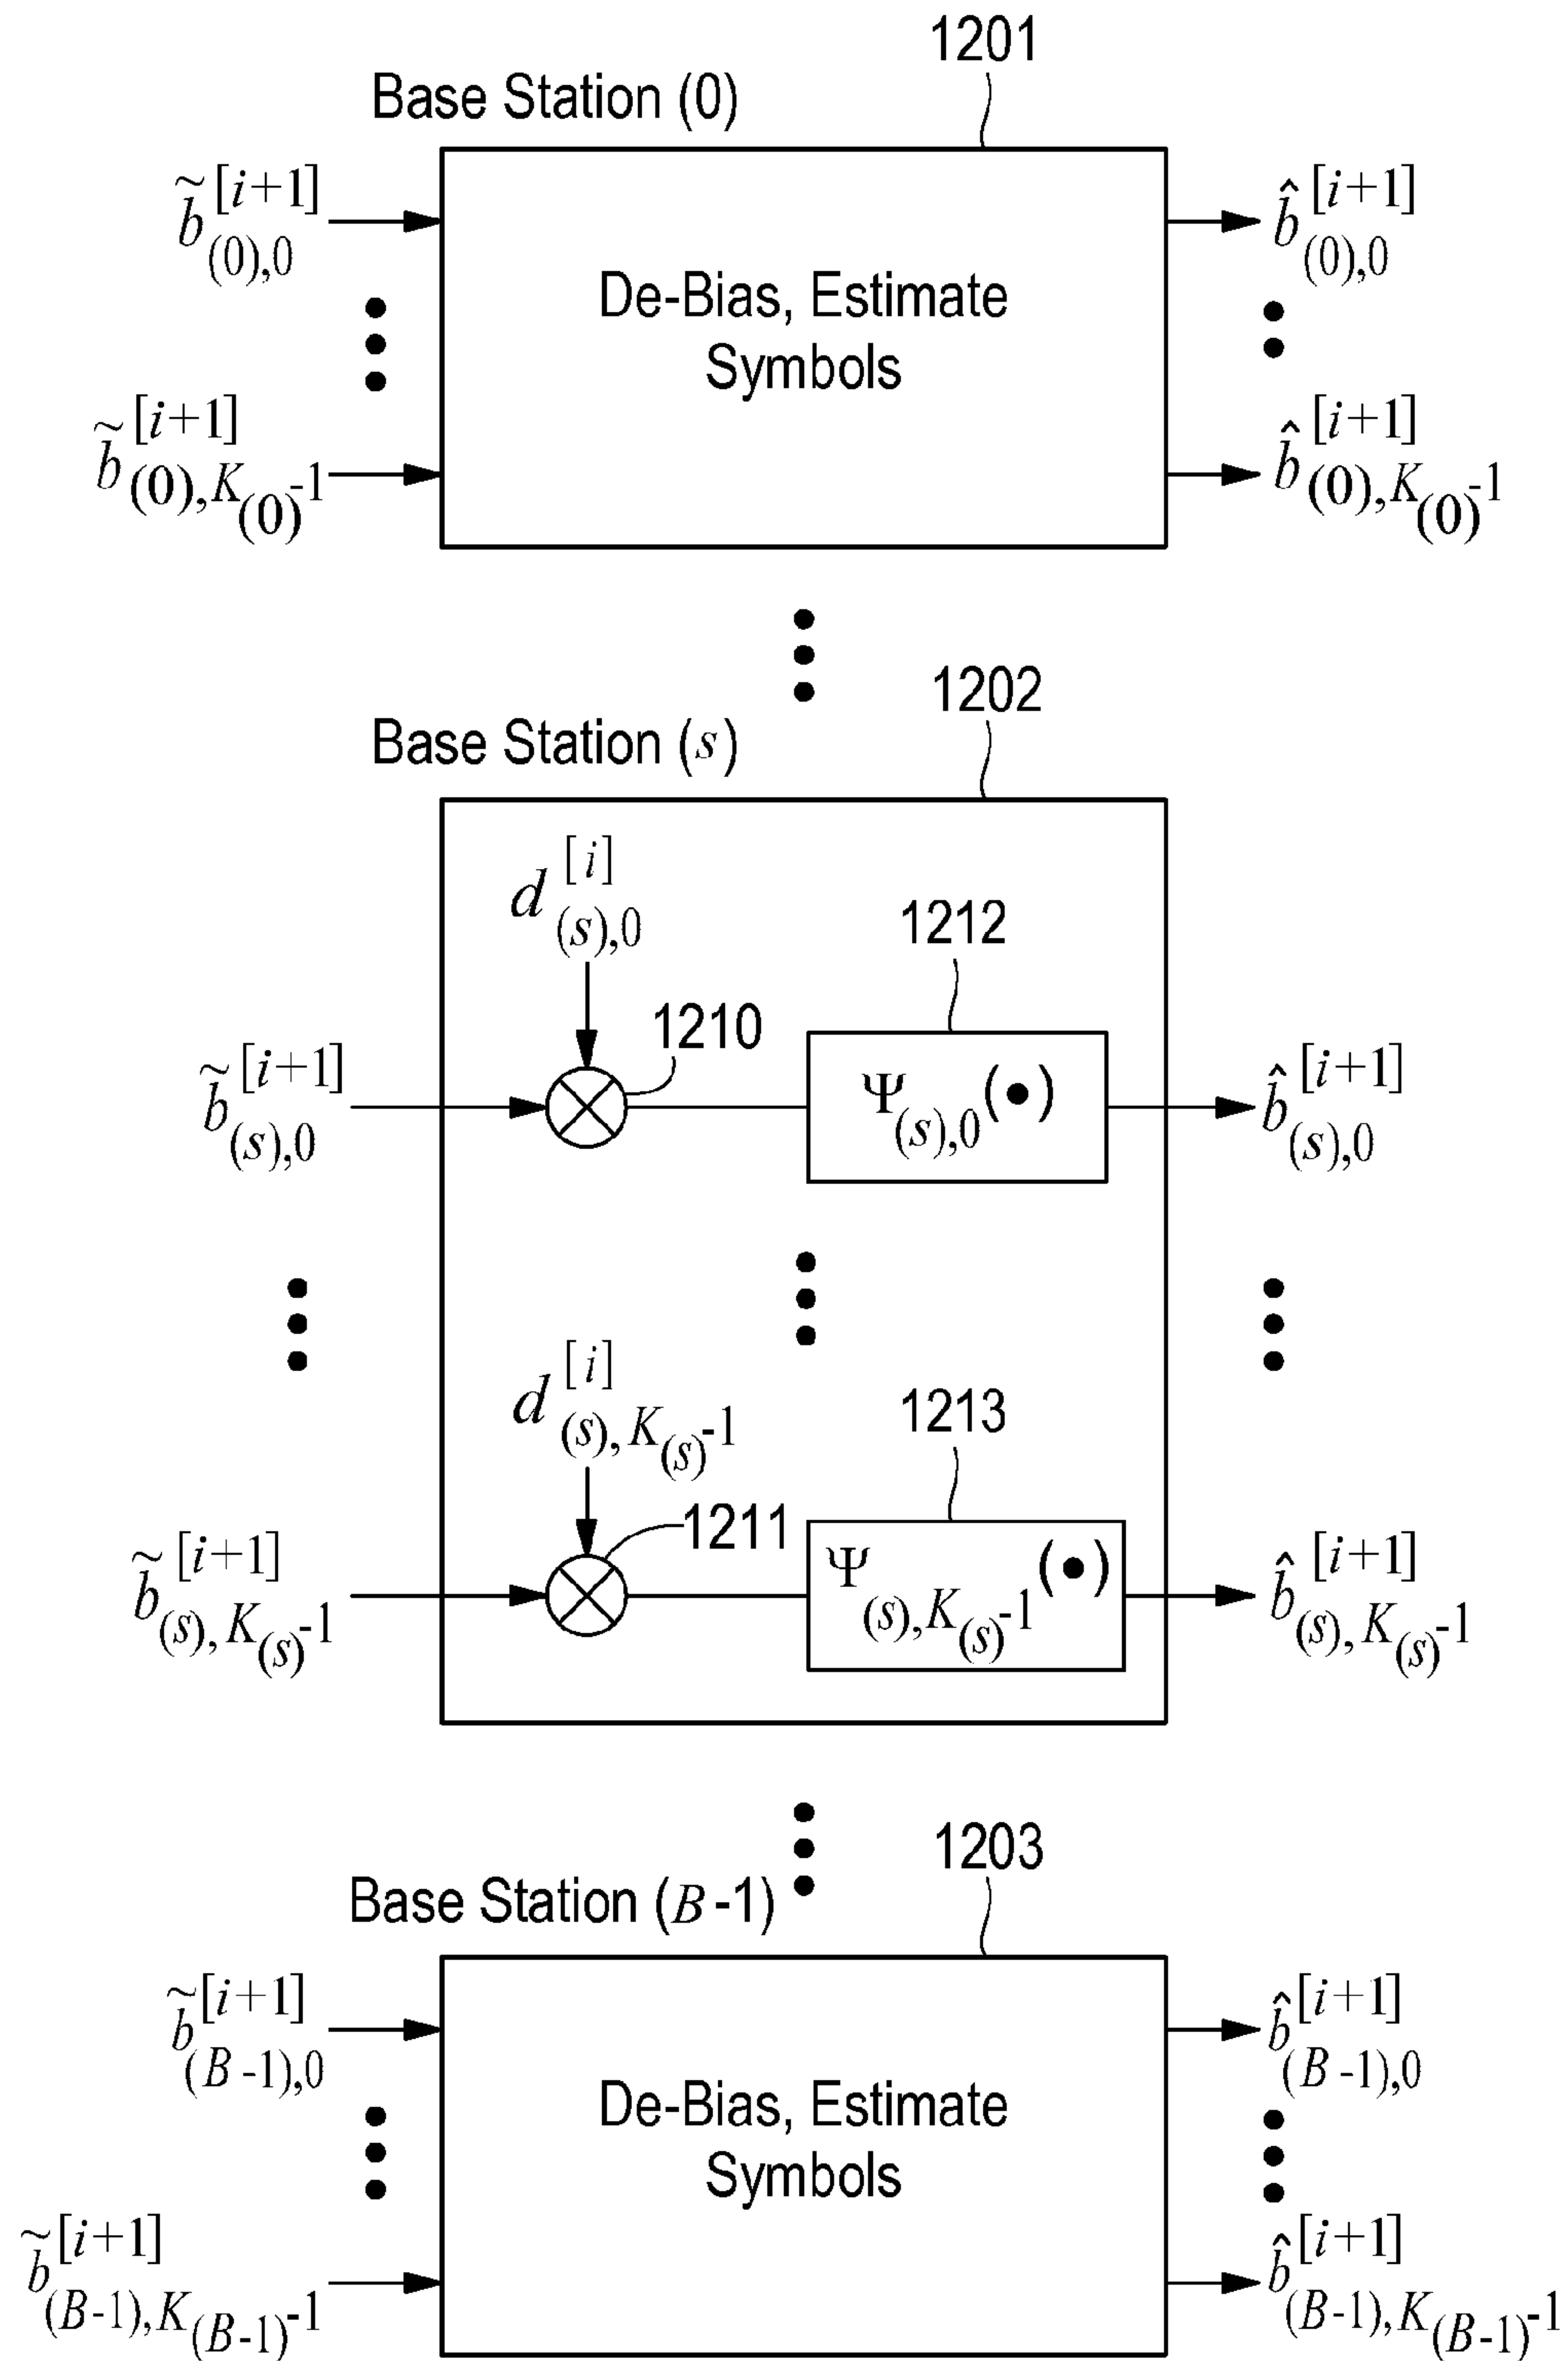 1201
Base Station (0)
b̃_{(0),0}^{[i+1]}
b̂_{(0),0}^{[i+1]}
De-Bias, Estimate
Symbols
b̃_{(0),K_{(0)}-1}^{[i+1]}
b̂_{(0),K_{(0)}-1}^{[i+1]}
1202
Base Station (s)
d_{(s),0}^{[i]}
1212
1210
b̃_{(s),0}^{[i+1]}
Ψ_{(s),0}(•)
b̂_{(s),0}^{[i+1]}
d_{(s),K_{(s)}-1}^{[i]}
1213
1211
b̃_{(s),K_{(s)}-1}^{[i+1]}
Ψ_{(s),K_{(s)}-1}(•)
b̂_{(s),K_{(s)}-1}^{[i+1]}
1203
Base Station (B-1)
b̃_{(B-1),0}^{[i+1]}
b̂_{(B-1),0}^{[i+1]}
De-Bias, Estimate
Symbols
b̃_{(B-1),K_{(B-1)}-1}^{[i+1]}
b̂_{(B-1),K_{(B-1)}-1}^{[i+1]}